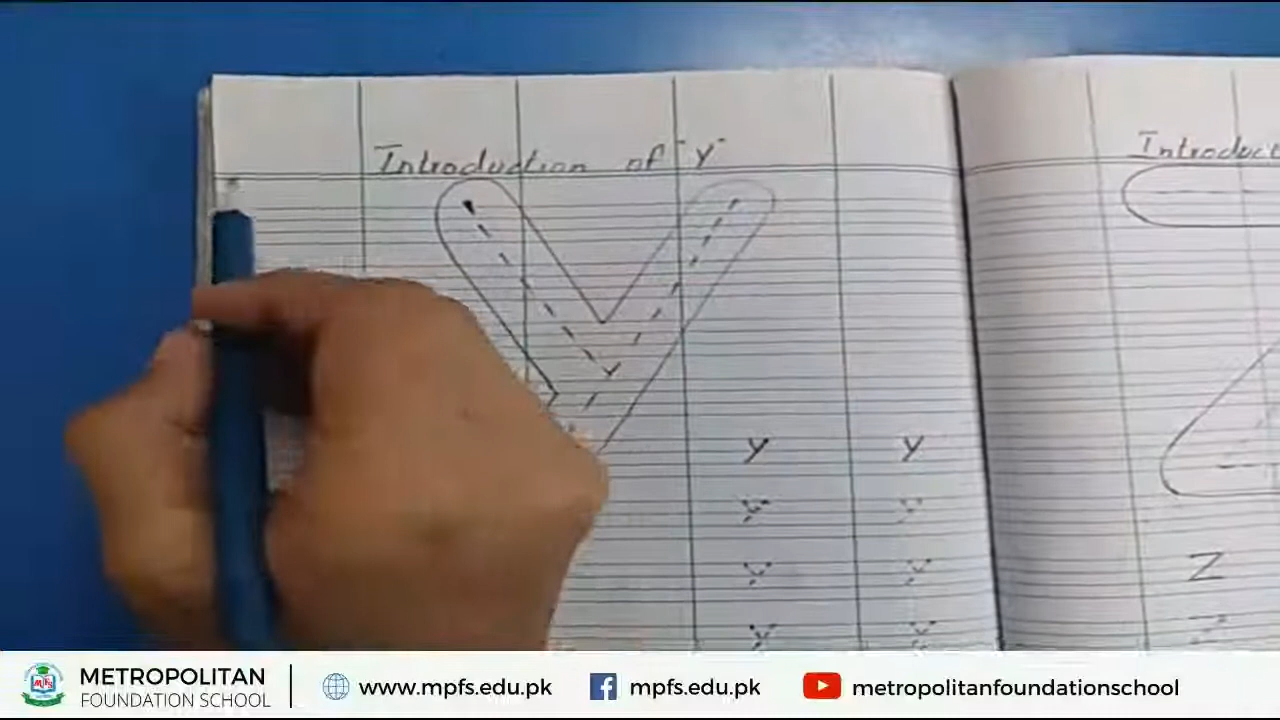 Introduction of "y"
Introduct
y y
y y
y y
y y
z
z
METROPOLITAN
FOUNDATION SCHOOL
www.mpfs.edu.pk
mpfs.edu.pk
metropolitanfoundationschool